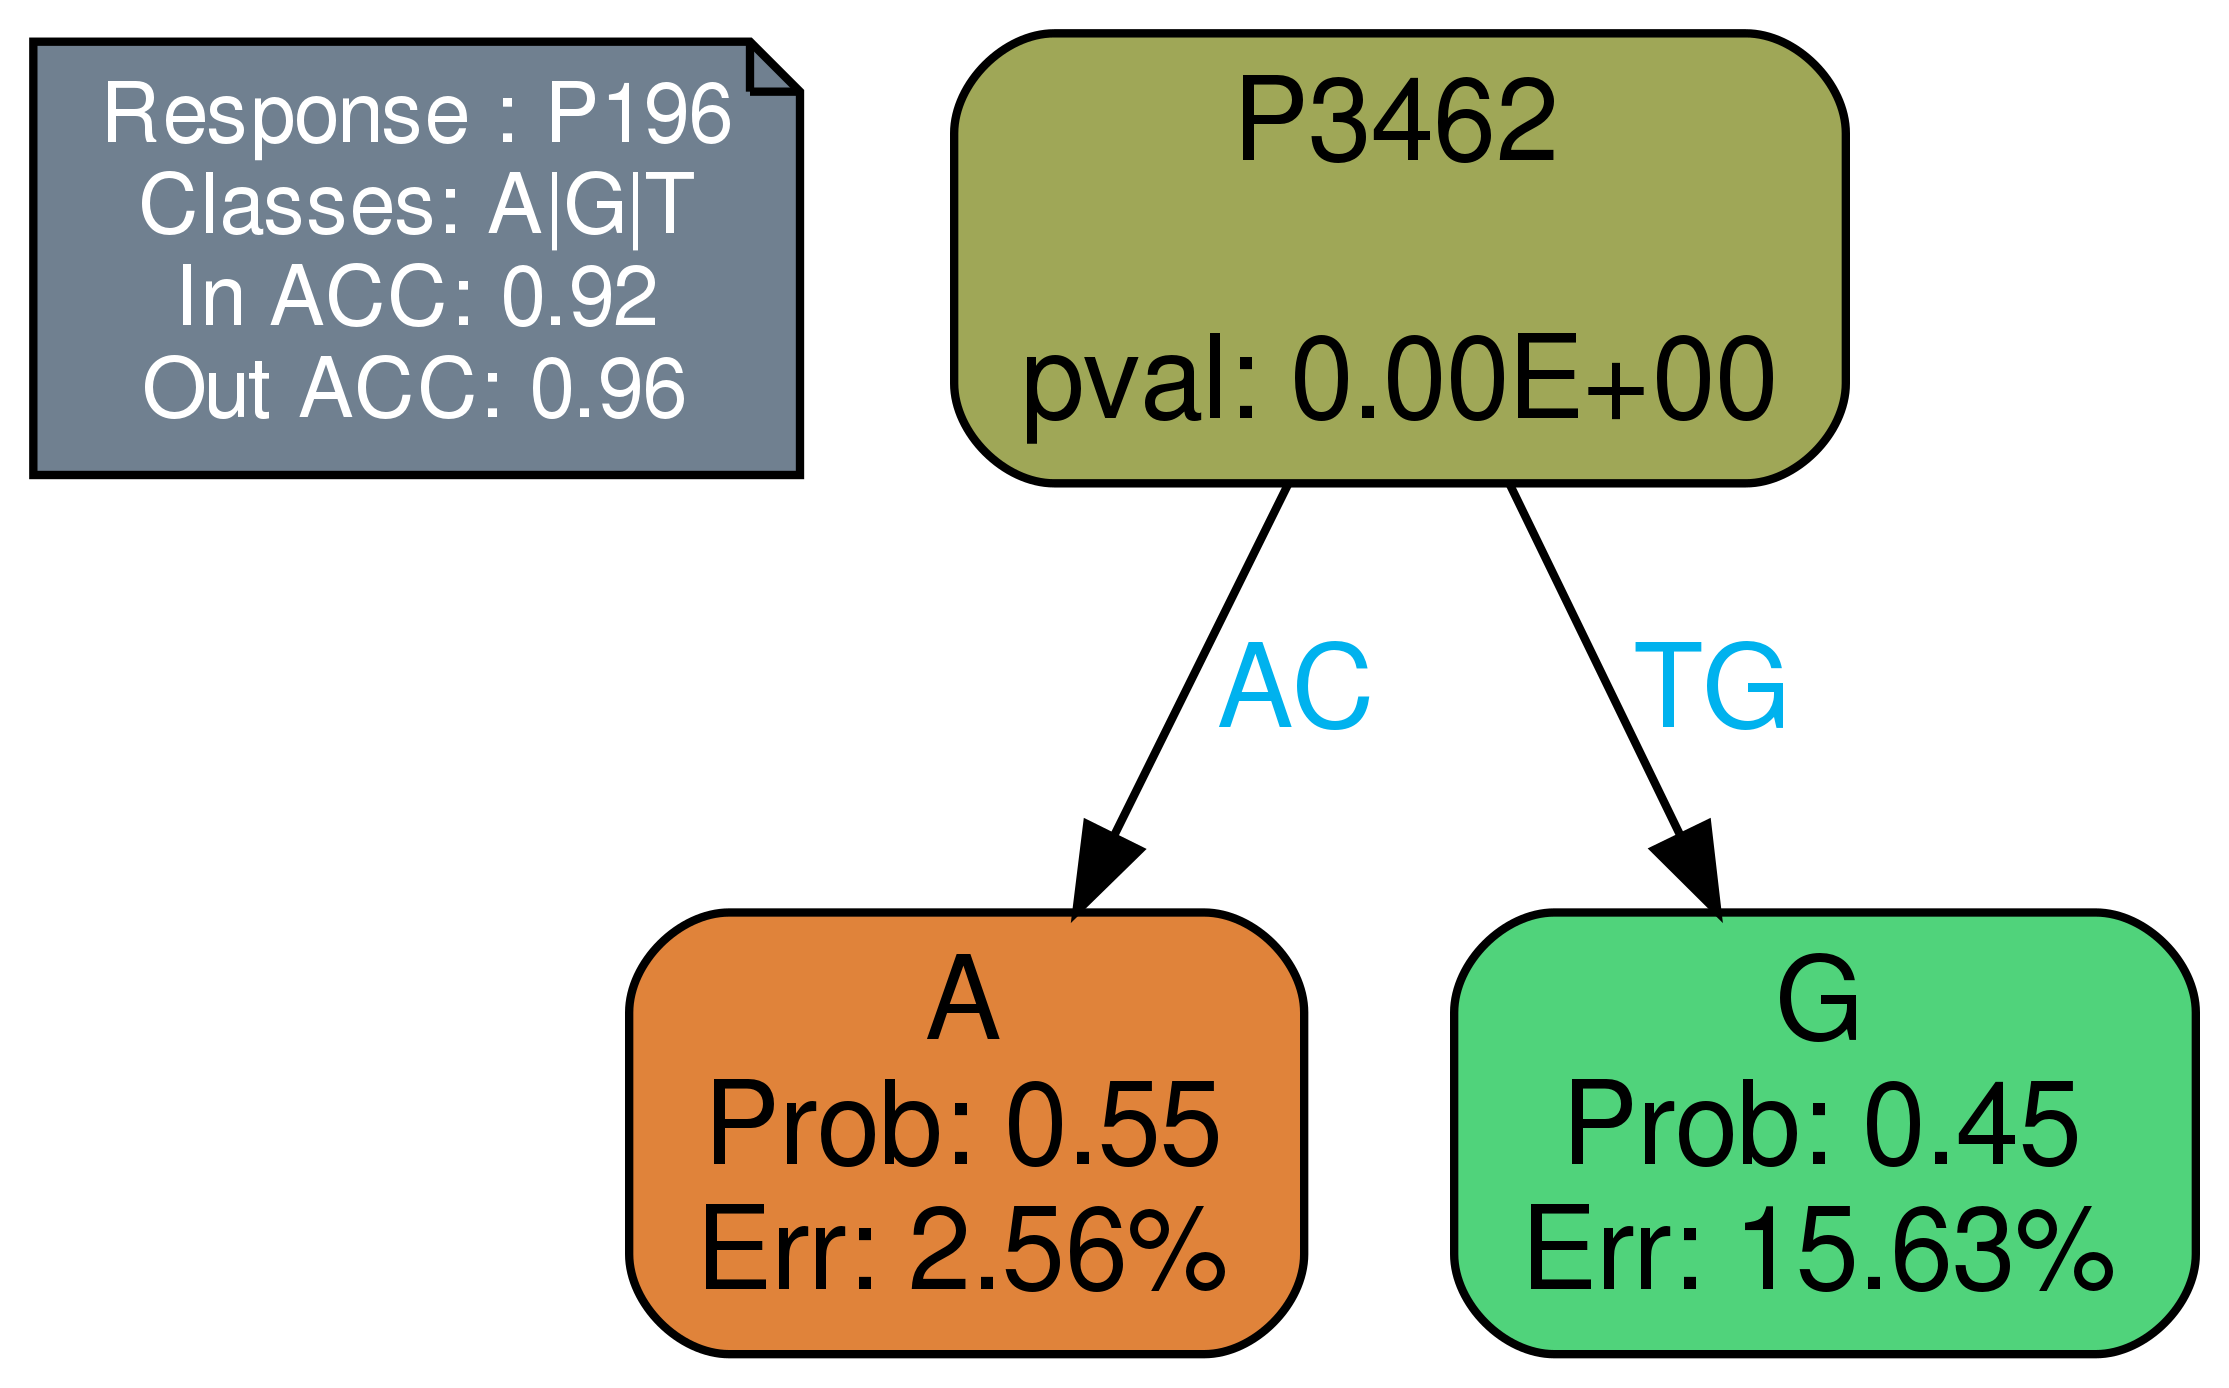 Response : P196
Classes: A|G|T
In ACC: 0.92
Out ACC: 0.96
P3462
pval: 0.00E+00
AC
TG
A
Prob: 0.55
Err: 2.56%
G
Prob: 0.45
Err: 15.63%